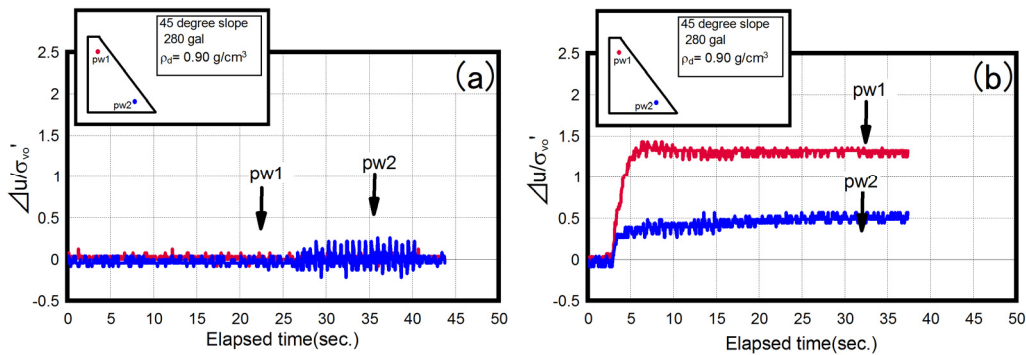 45 degree slope
280 gal
ρd= 0.90 g/cm³
pw1
pw2
(a)
2.5
2
1.5
1
0.5
0
-0.5
⊿u/σvo'
pw1
pw2
0 5 10 15 20 25 30 35 40 45 50
Elapsed time(sec.)
45 degree slope
280 gal
ρd= 0.90 g/cm³
pw1
pw2
(b)
2.5
2
1.5
1
0.5
0
-0.5
⊿u/σvo'
pw1
pw2
0 5 10 15 20 25 30 35 40 45 50
Elapsed time(sec.)